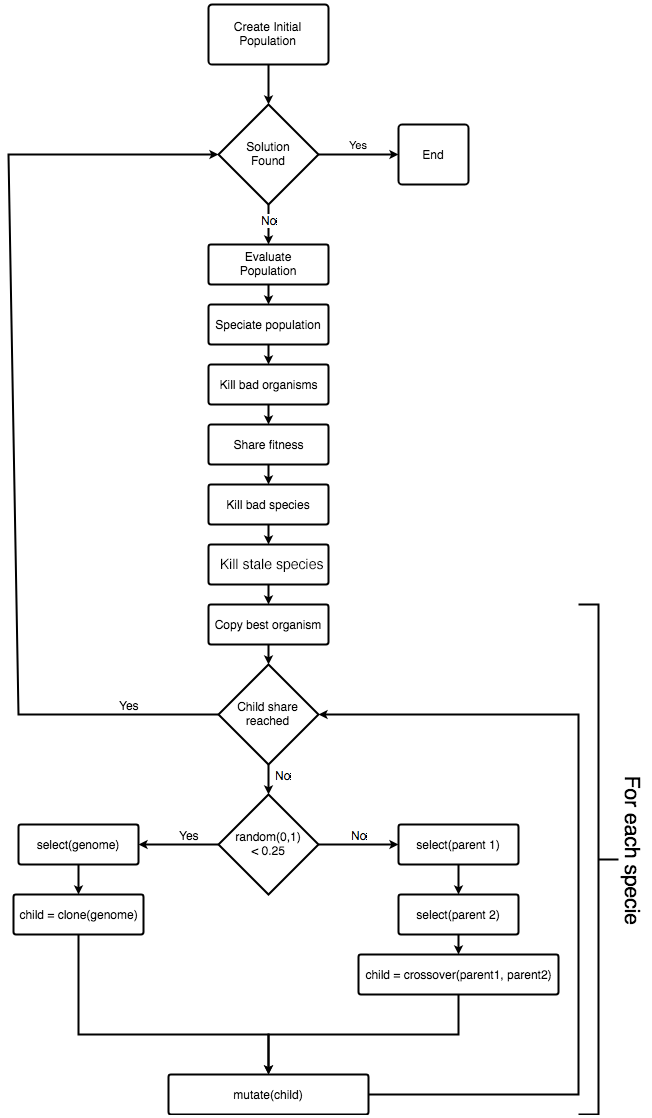 Create Initial
Population
Solution
Found
Yes
End
No
Evaluate
Population
Speciate population
Kill bad organisms
Share fitness
Kill bad species
Kill stale species
Copy best organism
Child share
reached
Yes
No
random(0,1)
< 0.25
Yes
No
select(genome)
select(parent 1)
child = clone(genome)
select(parent 2)
child = crossover(parent1, parent2)
mutate(child)
For each specie